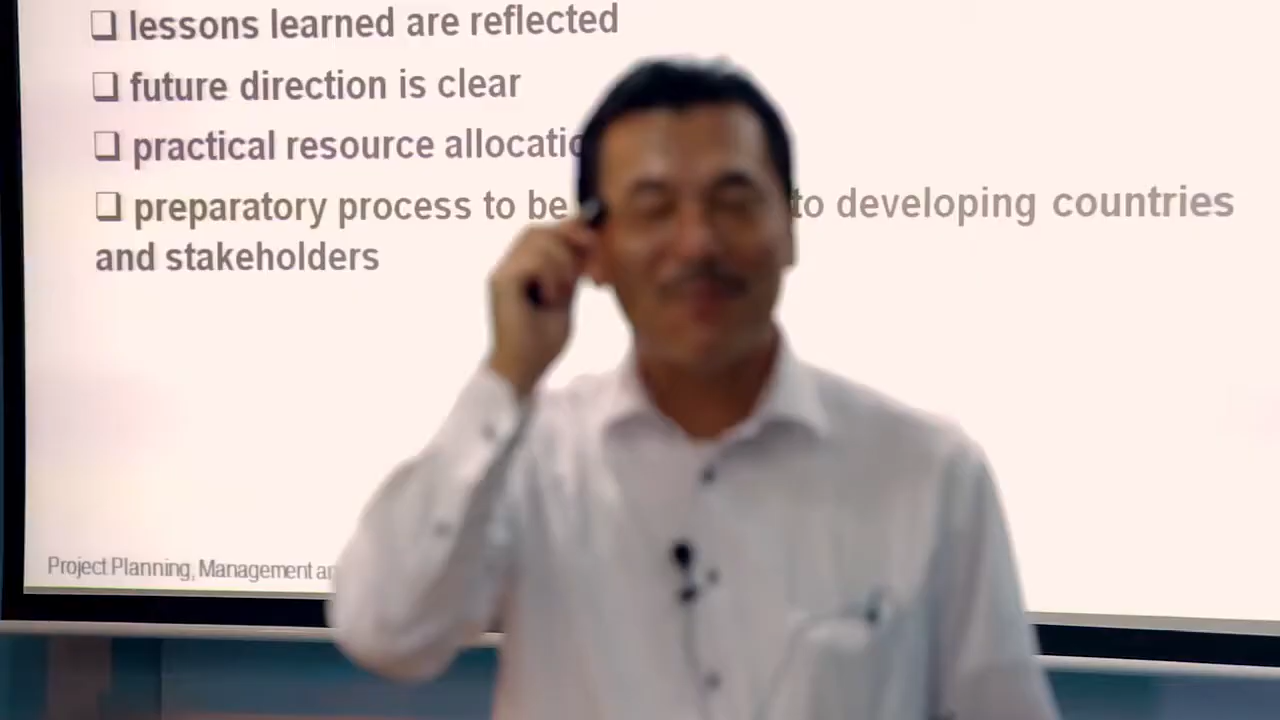 ❑ lessons learned are reflected
❑ future direction is clear
❑ practical resource
❑ preparatory process to be to developing countries
and stakeholders
Project Planning, Management